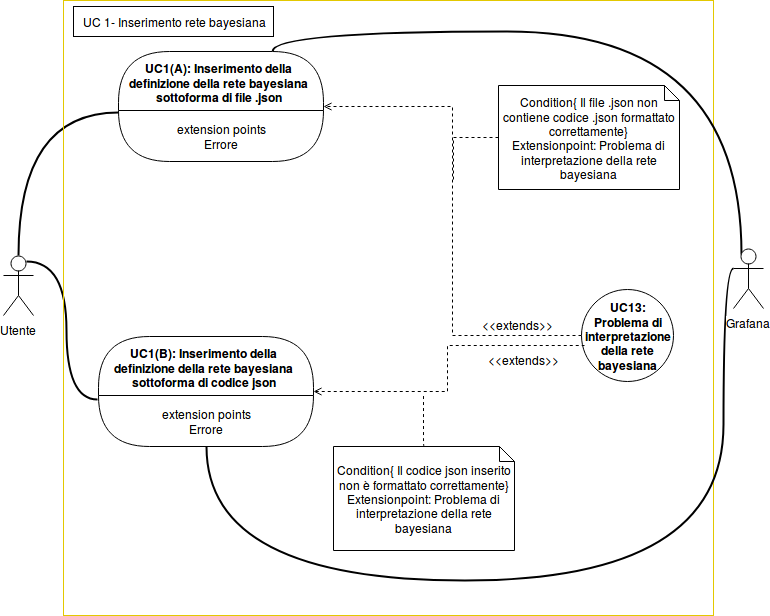 UC 1- Inserimento rete bayesiana
UC1(A): Inserimento della
definizione della rete bayesiana
sottoforma di file .json
extension points
Errore
Condition{ Il file .json non
contiene codice .json formattato
correttamente}
Extensionpoint: Problema di
interpretazione della rete
bayesiana
Utente
Grafana
<<extends>>
UC13:
Problema di
interpretazione
della rete
bayesiana
<<extends>>
UC1(B): Inserimento della
definizione della rete bayesiana
sottoforma di codice json
extension points
Errore
Condition{ Il codice json inserito
non è formattato correttamente}
Extensionpoint: Problema di
interpretazione della rete
bayesiana